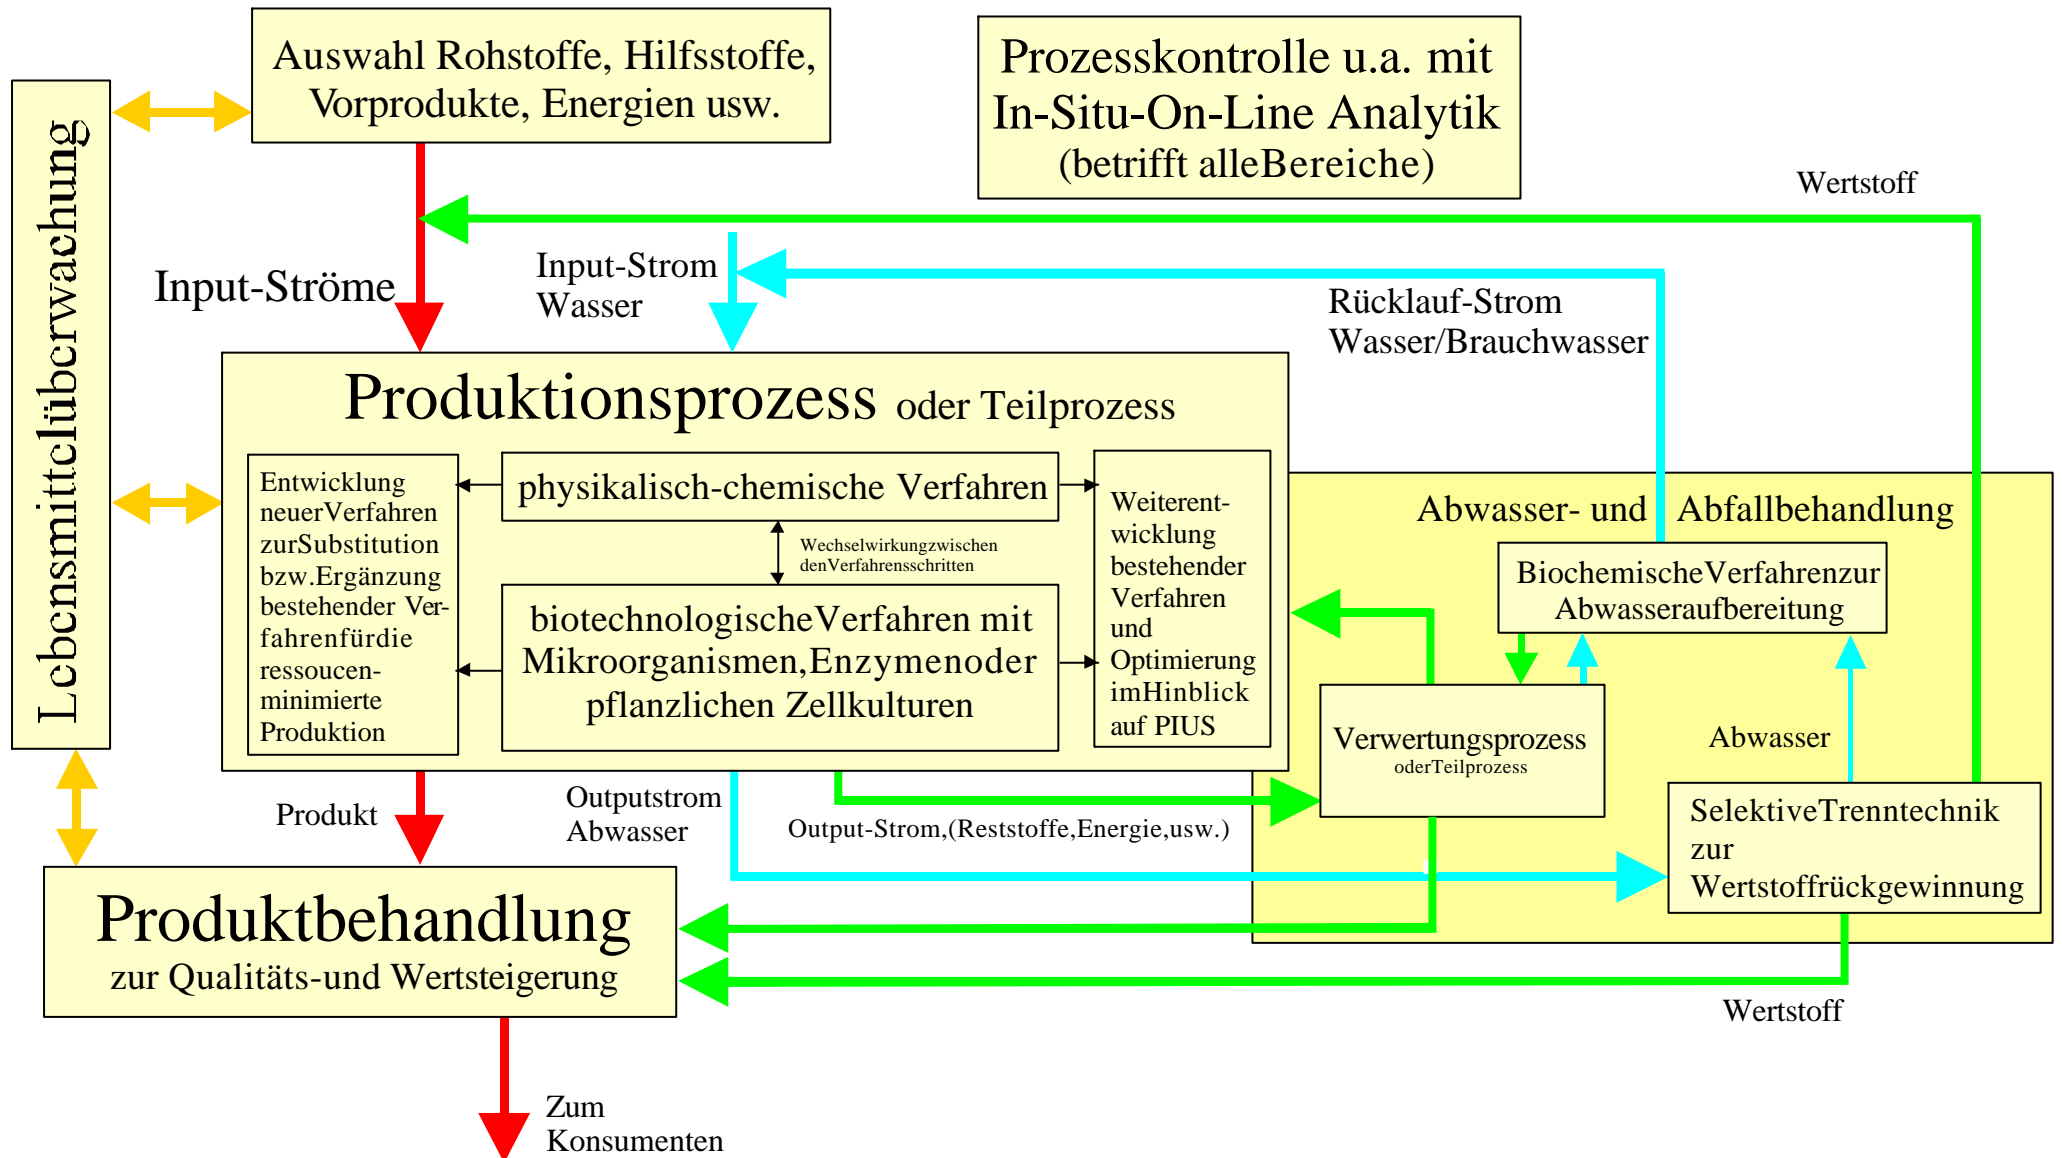 Auswahl Rohstoffe, Hilfsstoffe,
Vorprodukte, Energien usw.
Prozesskontrolle u.a. mit
In-Situ-On-Line Analytik
(betrifft alleBereiche)
Lebensmittelüberwachung
Wertstoff
Input-Ströme
Input-Strom
Wasser
Rücklauf-Strom
Wasser/Brauchwasser
Produktionsprozess oder Teilprozess
Entwicklung
neuerVerfahren
zurSubstitution
bzw.Ergänzung
bestehender Ver-
fahrenfürdie
ressoucen-
minimierte
Produktion
physikalisch-chemische Verfahren
Wechselwirkungzwischen
denVerfahrensschritten
biotechnologischeVerfahren mit
Mikroorganismen,Enzymenoder
pflanzlichen Zellkulturen
Weiterent-
wicklung
bestehender
Verfahren
und
Optimierung
imHinblick
auf PIUS
Abwasser- und Abfallbehandlung
BiochemischeVerfahrenzur
Abwasseraufbereitung
Verwertungsprozess
oderTeilprozess
Abwasser
SelektiveTrenntechnik
zur
Wertstoffrückgewinnung
Produkt
Outputstrom
Abwasser
Output-Strom,(Reststoffe,Energie,usw.)
Produktbehandlung
zur Qualitäts-und Wertsteigerung
Wertstoff
Zum
Konsumenten